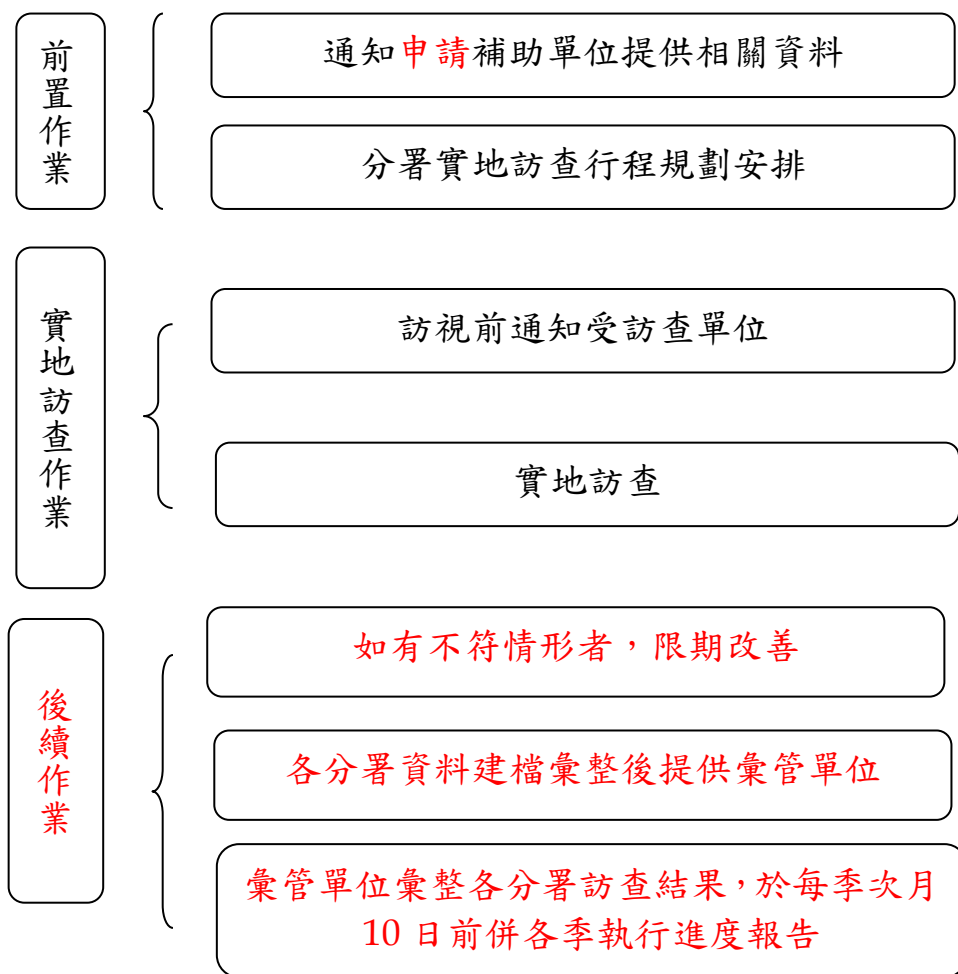 前置作業
通知申請補助單位提供相關資料
分署實地訪查行程規劃安排
實地訪查作業
訪視前通知受訪查單位
實地訪查
後續作業
如有不符情形者，限期改善
各分署資料建檔彙整後提供彙管單位
彙管單位彙整各分署訪查結果，於每季次月
10 日前併各季執行進度報告